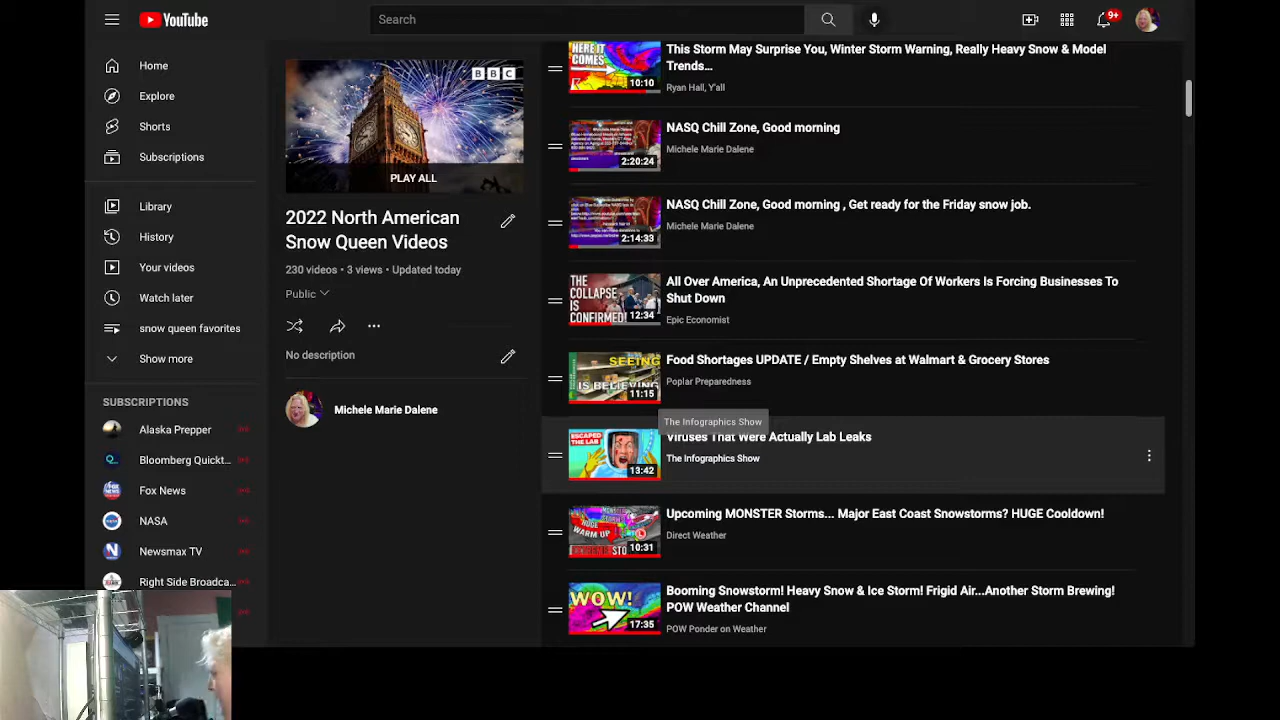 YouTube
Search
9+
Home
Explore
Shorts
Subscriptions
Library
History
Your videos
Watch later
snow queen favorites
Show more
SUBSCRIPTIONS
Alaska Prepper
Bloomberg Quickt...
Fox News
NASA
Newsmax TV
Right Side Broadca...
BBC
PLAY ALL
2022 North American
Snow Queen Videos
230 videos • 3 views • Updated today
Public
No description
Michele Marie Dalene
HERE IT
COMES
10:10
This Storm May Surprise You, Winter Storm Warning, Really Heavy Snow & Model
Trends…
Ryan Hall, Y'all
2:20:24
NASQ Chill Zone, Good morning
Michele Marie Dalene
2:14:33
NASQ Chill Zone, Good morning , Get ready for the Friday snow job.
Michele Marie Dalene
THE
COLLAPSE
IS
CONFIRMED!
12:34
All Over America, An Unprecedented Shortage Of Workers Is Forcing Businesses To
Shut Down
Epic Economist
SEEING
IS BELIEVING
11:15
Food Shortages UPDATE / Empty Shelves at Walmart & Grocery Stores
Poplar Preparedness
The Infographics Show
ESCAPED
THE LAB
13:42
Viruses That Were Actually Lab Leaks
The Infographics Show
HUGE
WARM UP
10:31
Upcoming MONSTER Storms... Major East Coast Snowstorms? HUGE Cooldown!
Direct Weather
WOW!
17:35
Booming Snowstorm! Heavy Snow & Ice Storm! Frigid Air...Another Storm Brewing!
POW Weather Channel
POW Ponder on Weather